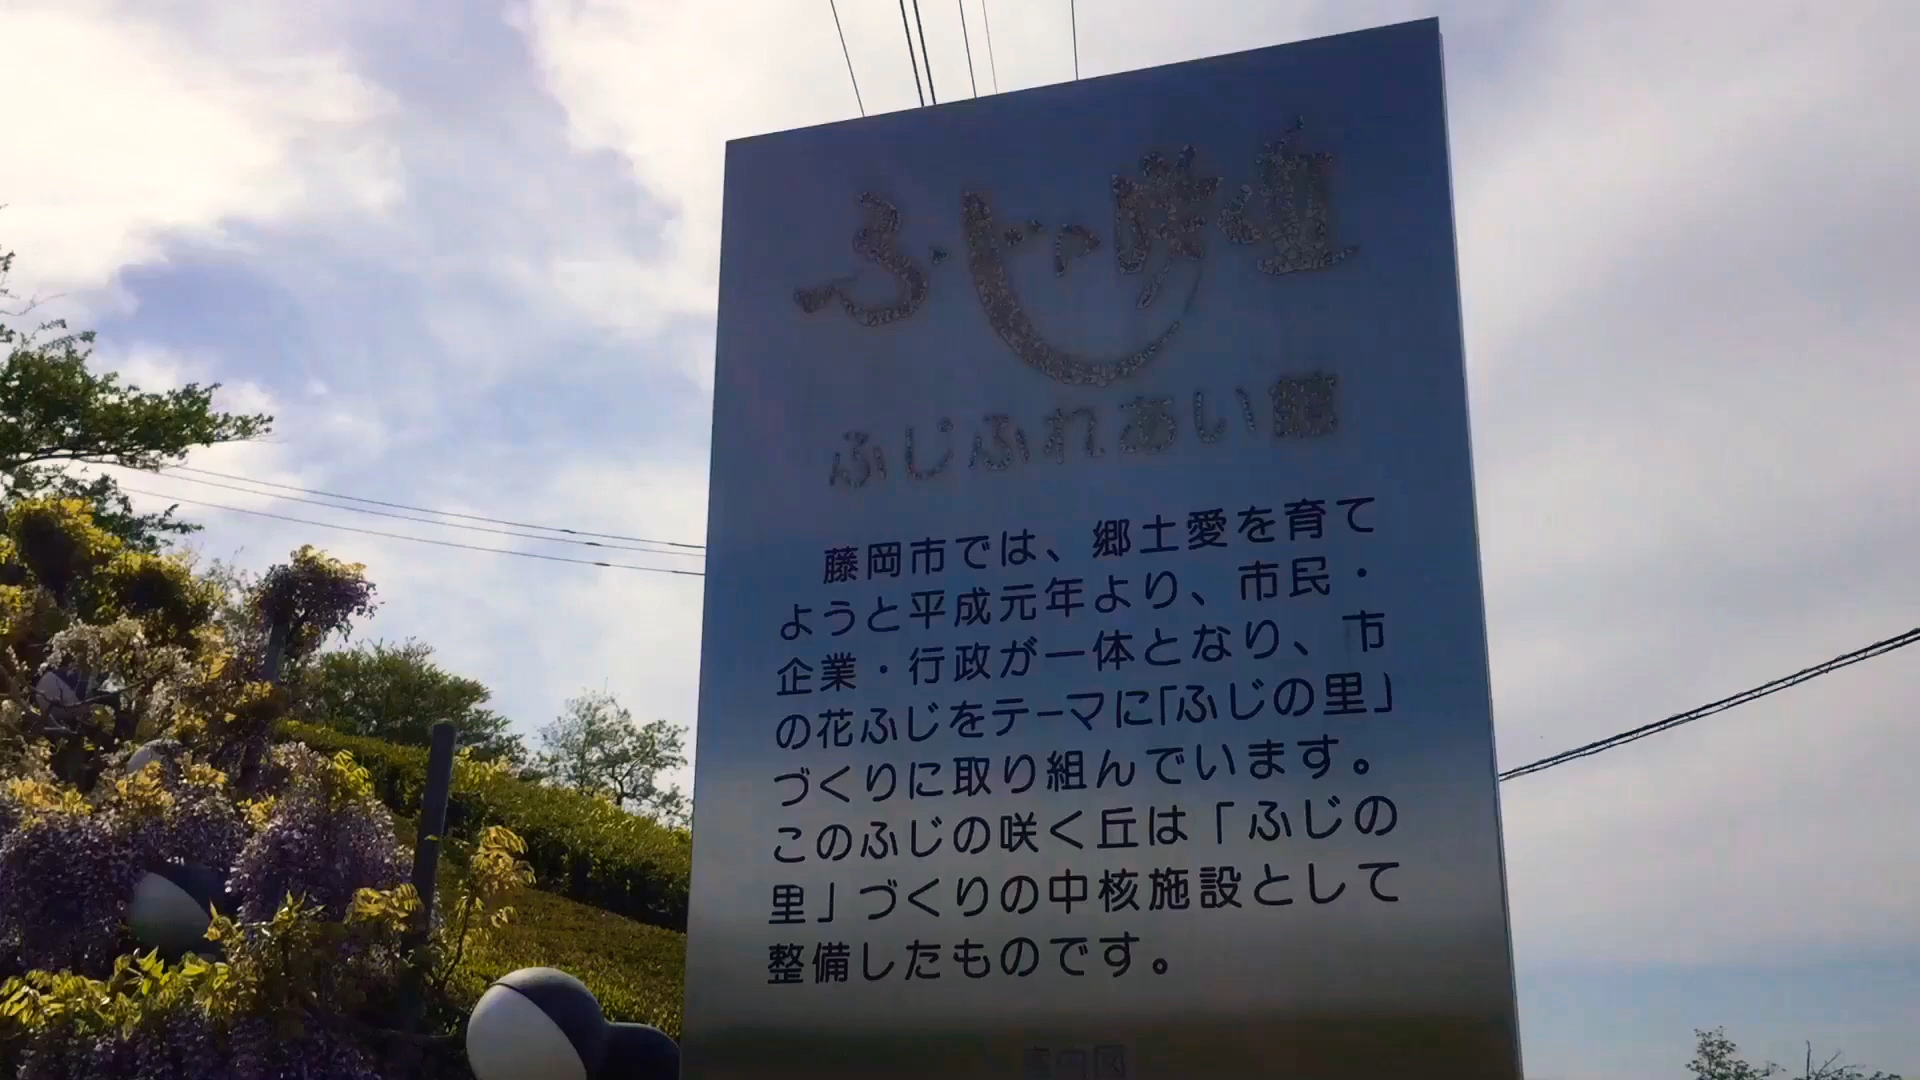 ふじの咲く丘
ふじふれあい館
藤岡市では、郷土愛を育て
ようと平成元年より、市民・
企業・行政が一体となり、市
の花ふじをテーマに「ふじの里」
づくりに取り組んでいます。
このふじの咲く丘は「ふじの
里」づくりの中核施設として
整備したものです。